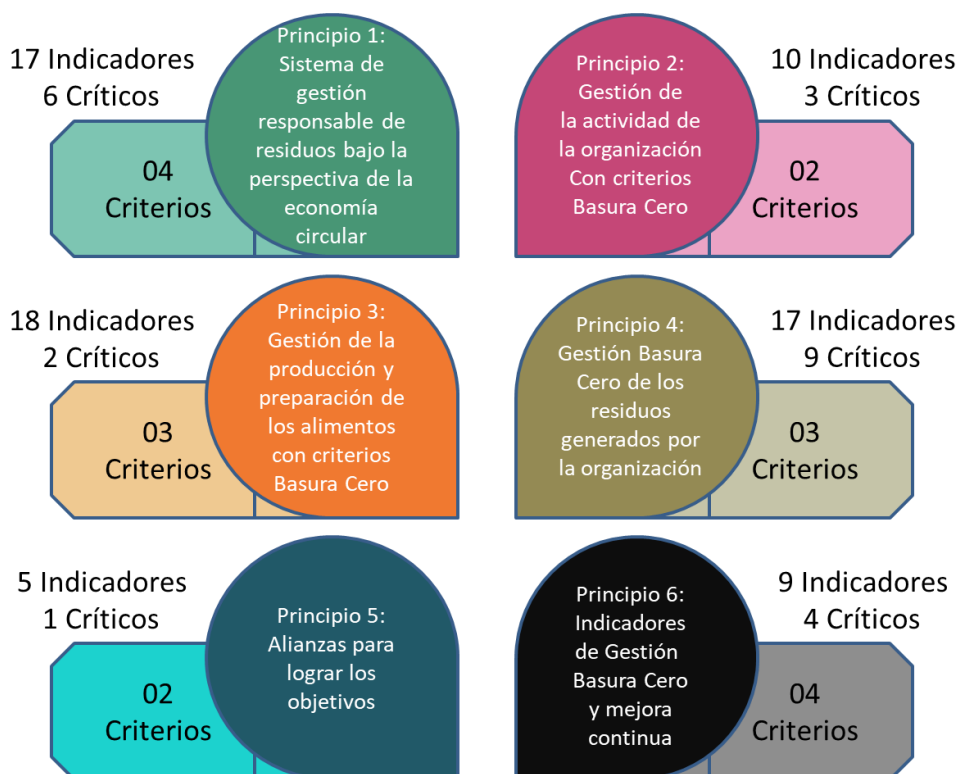 17 Indicadores
6 Críticos
04
Criterios
Principio 1:
Sistema de
gestión
responsable de
residuos bajo la
perspectiva de la
economía
circular
Principio 2:
Gestión de
la actividad de
la organización
Con criterios
Basura Cero
10 Indicadores
3 Críticos
02
Criterios
18 Indicadores
2 Críticos
03
Criterios
Principio 3:
Gestión de la
producción y
preparación de
los alimentos
con criterios
Basura Cero
Principio 4:
Gestión Basura
Cero de los
residuos
generados por
la organización
17 Indicadores
9 Críticos
03
Criterios
5 Indicadores
1 Críticos
02
Criterios
Principio 5:
Alianzas para
lograr los
objetivos
Principio 6:
Indicadores
de Gestión
Basura Cero
y mejora
continua
9 Indicadores
4 Críticos
04
Criterios